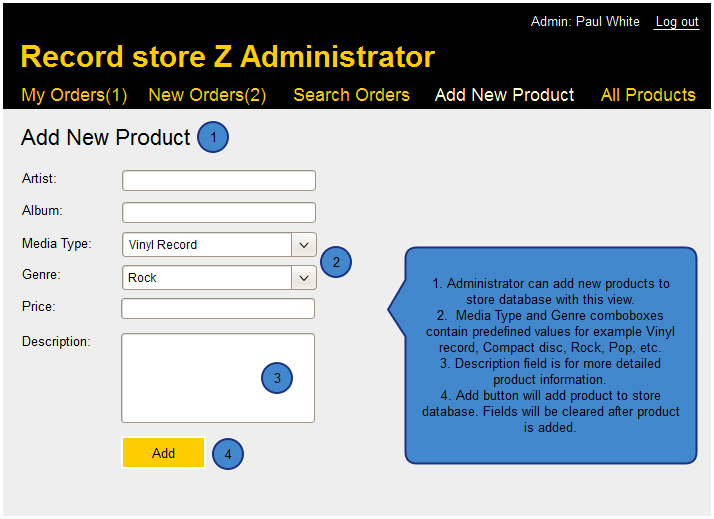 Admin: Paul White Log out
Record store Z Administrator
My Orders(1) New Orders(2) Search Orders Add New Product All Products
Add New Product 1
Artist:
Album:
Media Type: Vinyl Record
2
Genre: Rock
Price:
Description:
3
Add 4
1. Administrator can add new products to
store database with this view.
2. Media Type and Genre comboboxes
contain predefined values for example Vinyl
record, Compact disc, Rock, Pop, etc.
3. Description field is for more detailed
product information.
4. Add button will add product to store
database. Fields will be cleared after product
is added.